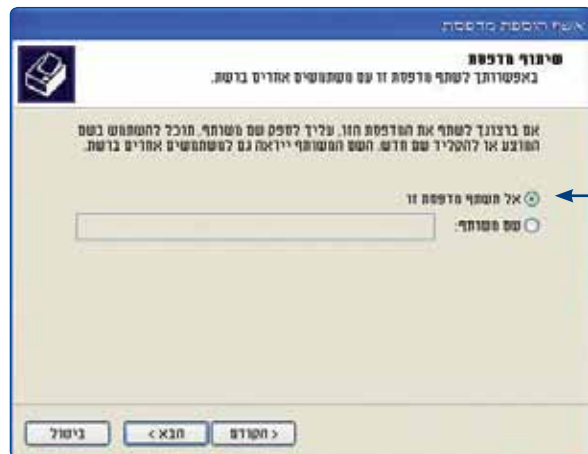 אשף הוספת מדפסת
שיתוף מדפסת
באפשרותך לשתף מדפסת זו עם משתמשים אחרים ברשת.
אם ברצונך לשתף את המדפסת הזו, עליך לספק שם משותף. תוכל להשתמש בשם
המוצע או להקליד שם חדש. השם המשותף ייראה גם למשתמשים אחרים ברשת.
אל תשתף מדפסת זו
שם משותף:
< הקודם
הבא >
ביטול